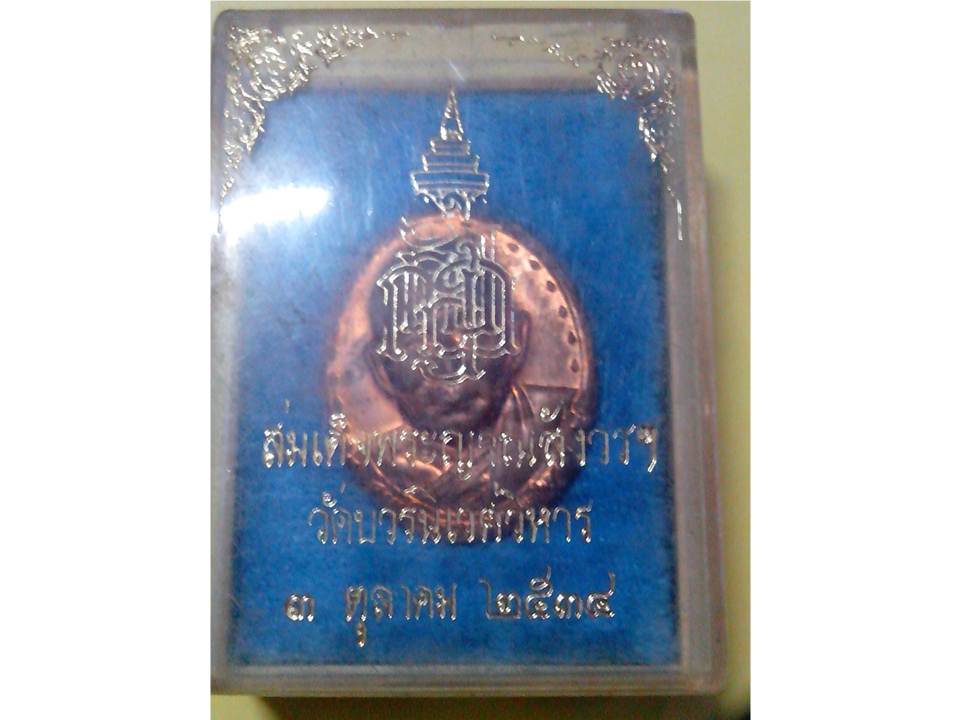 สมเด็จพระญาณสังวรฯ
วัดบวรนิเวศวิหาร
๓ ตุลาคม ๒๕๓๔